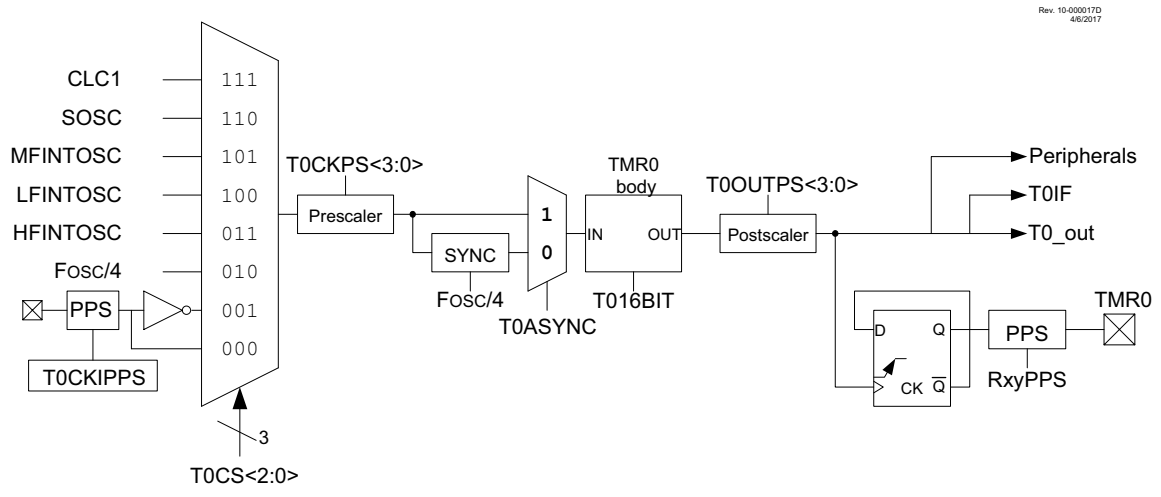 Rev. 10-000017D
4/6/2017
CLC1
111
SOSC
110
MFINTOSC
101
LFINTOSC
100
HFINTOSC
011
FOSC/4
010
PPS
001
000
T0CKIPPS
3
T0CS<2:0>
T0CKPS<3:0>
Prescaler
SYNC
FOSC/4
1
0
T0ASYNC
TMR0
body
IN
OUT
T016BIT
T0OUTPS<3:0>
Postscaler
Peripherals
T0IF
T0_out
D
Q
CK
Q̅
PPS
RxyPPS
TMR0